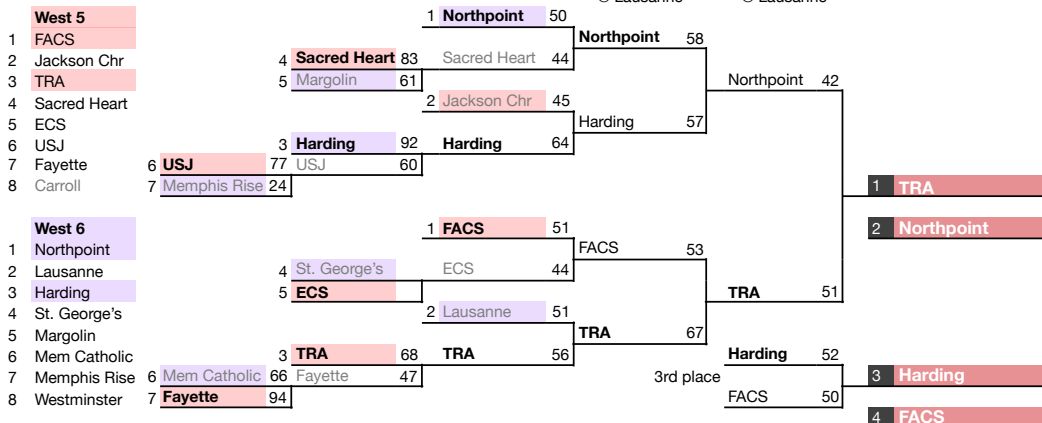 © Lausanne © Lausanne
West 5
1 FACS
2 Jackson Chr
3 TRA
4 Sacred Heart
5 ECS
6 USJ
7 Fayette
8 Carroll
West 6
1 Northpoint
2 Lausanne
3 Harding
4 St. George's
5 Margolin
6 Mem Catholic
7 Memphis Rise
8 Westminster
6 USJ 77
7 Memphis Rise 24
6 Mem Catholic 66
7 Fayette 94
4 Sacred Heart 83
5 Margolin 61
3 Harding 92
USJ 60
4 St. George's
5 ECS
3 TRA 68
Fayette 47
1 Northpoint 50
Sacred Heart 44
2 Jackson Chr 45
Harding 64
1 FACS 51
ECS 44
2 Lausanne 51
TRA 56
Northpoint 58
Harding 57
FACS 53
TRA 67
Northpoint 42
TRA 51
3rd place
Harding 52
FACS 50
1 TRA
2 Northpoint
3 Harding
4 FACS